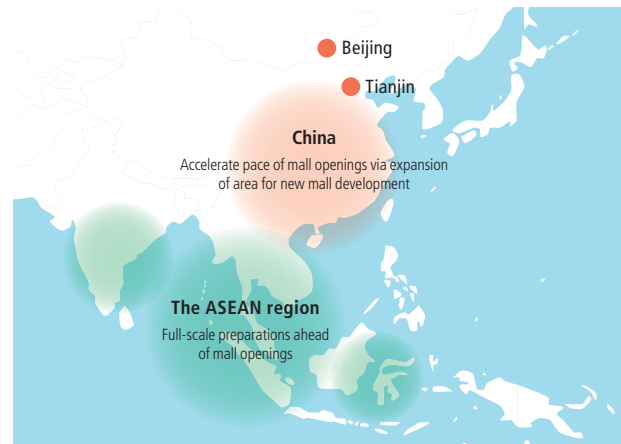 Beijing
Tianjin
China
Accelerate pace of mall openings via expansion
of area for new mall development
The ASEAN region
Full-scale preparations ahead
of mall openings